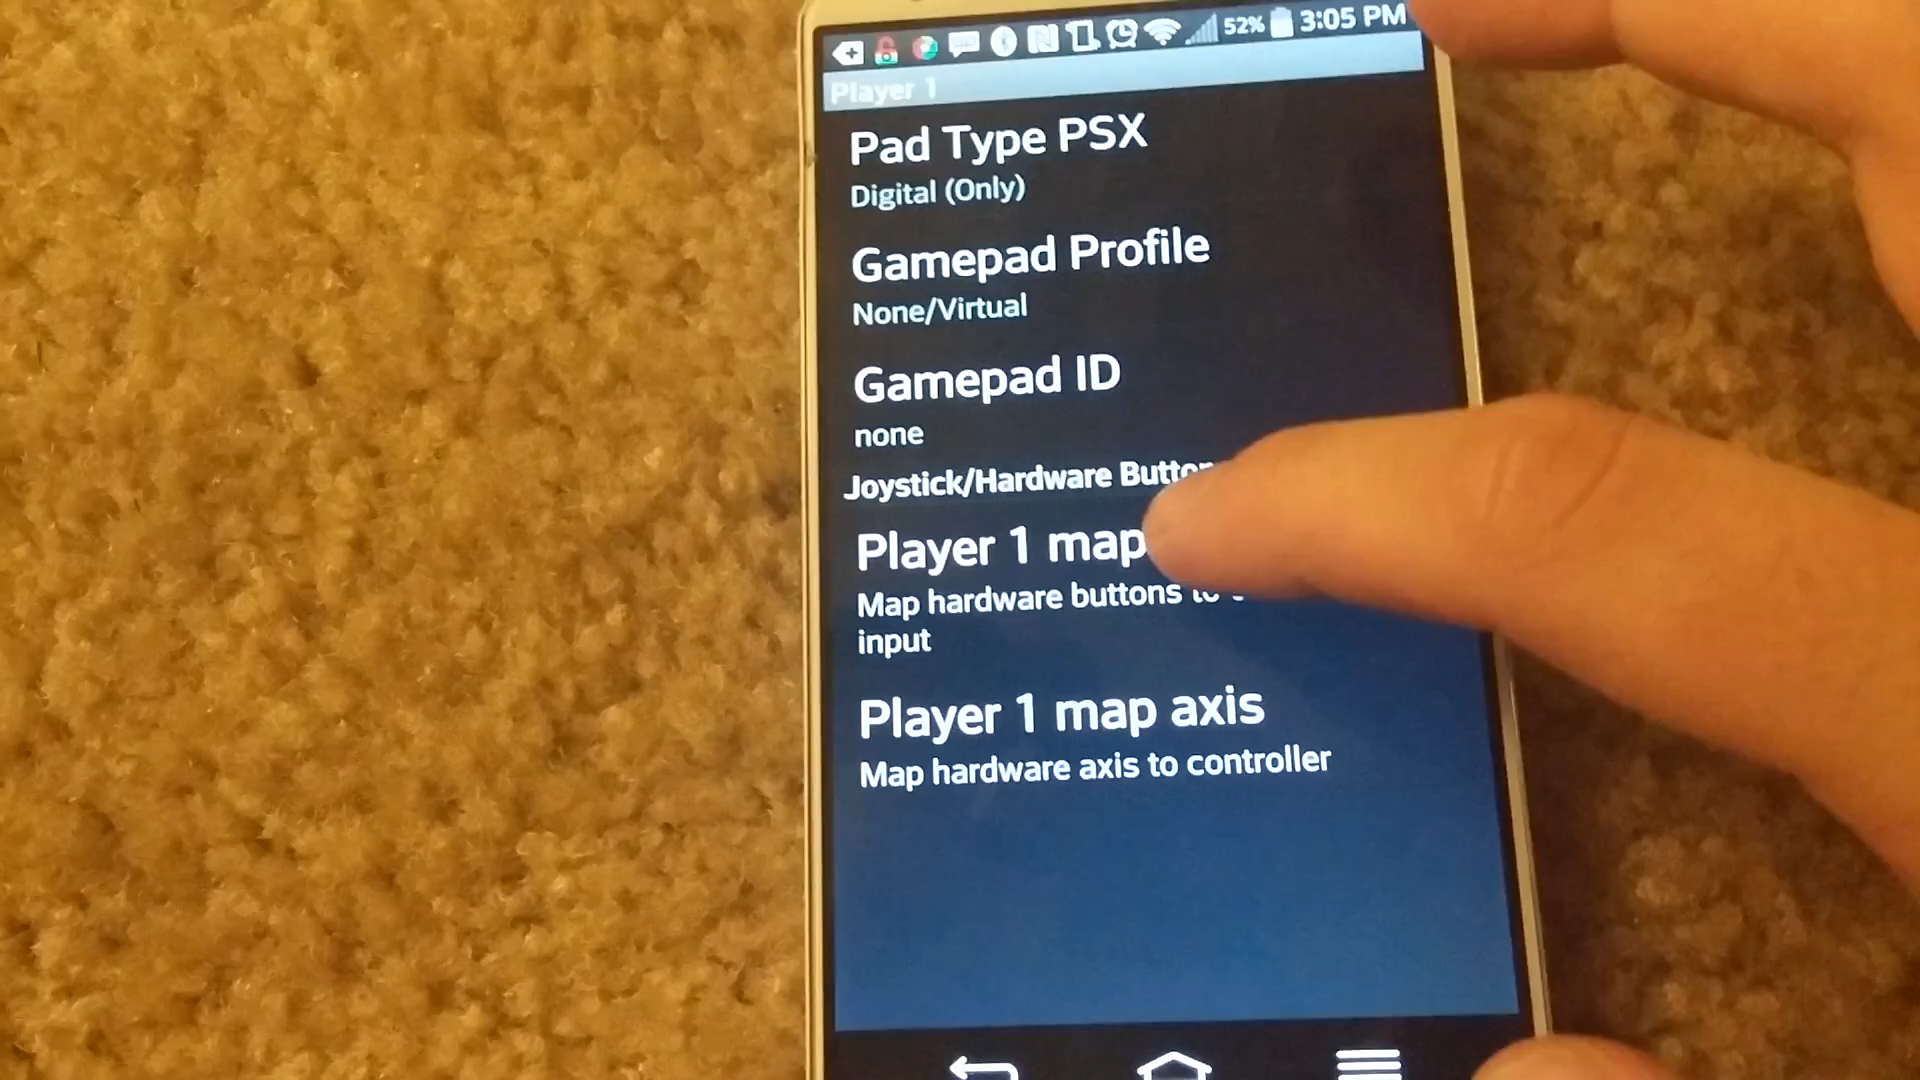 52% 3:05 PM
Player 1
Pad Type PSX
Digital (Only)
Gamepad Profile
None/Virtual
Gamepad ID
none
Joystick/Hardware
Player 1 map
Map hardware buttons
input
Player 1 map axis
Map hardware axis to controller